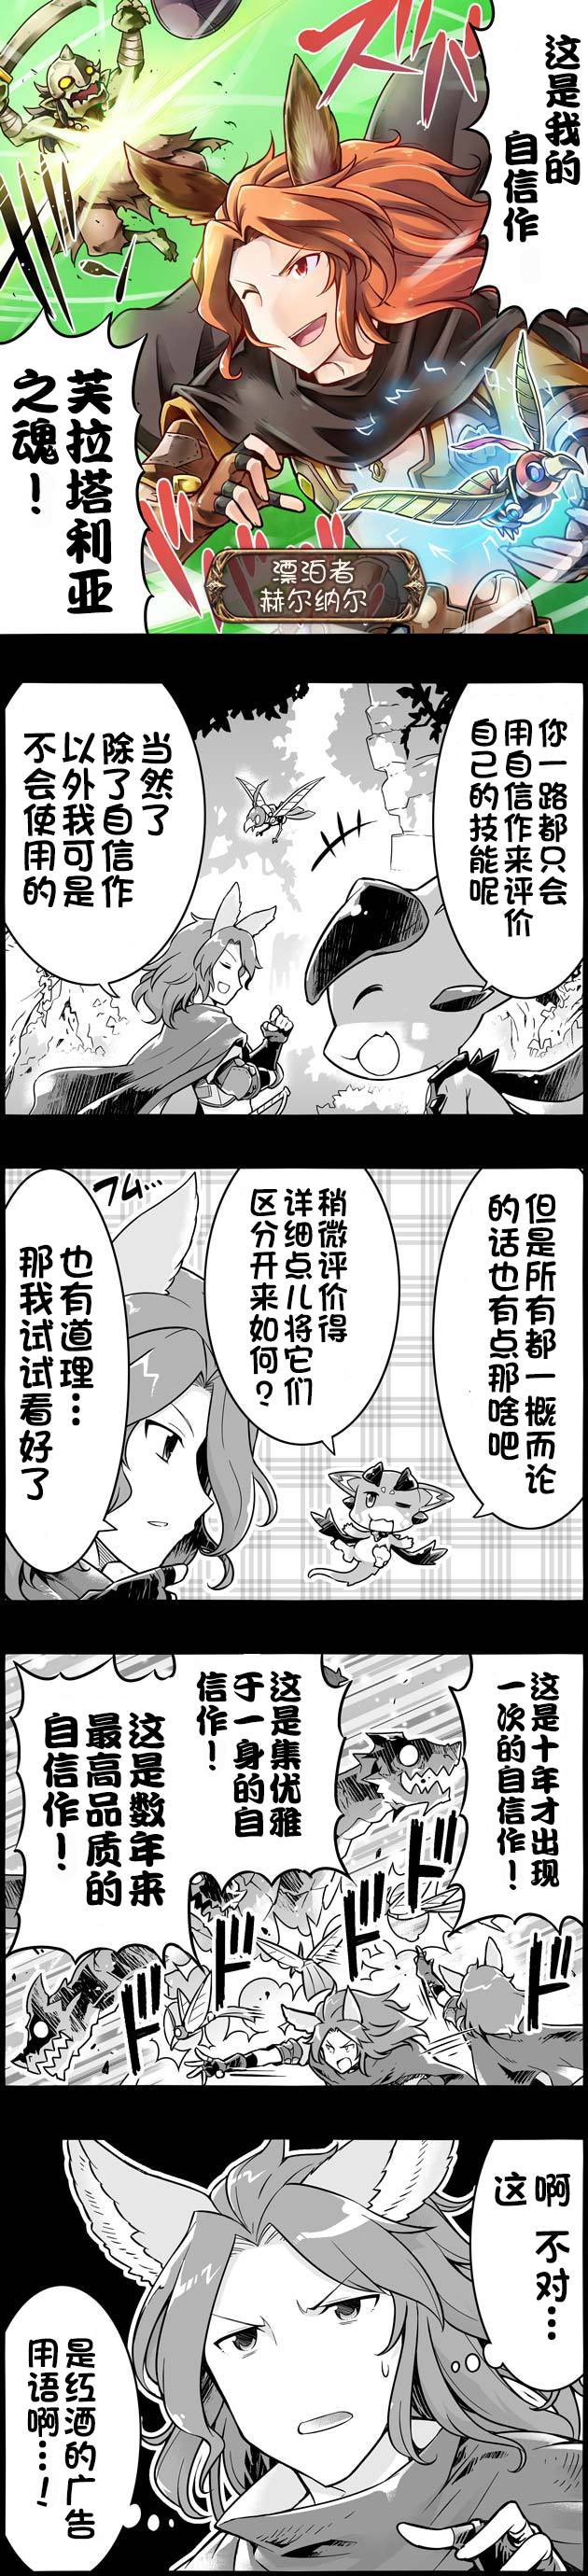 ズバ
这是我的
自信作
芙拉塔利亚
之魂！
漂泊者
赫尔纳尔
你一路都只会
用自信作来评价
自己的技能呢
当然了
除了自信作
以外我可是
不会使用的
但是所有都一概而论
的话也有点那啥吧
稍微评价得
详细点儿将它们
区分开来如何？
フム…
也有道理…
那我试试看好了
这是十年才出现
一次的自信作！
这是集优雅
于一身的自
信作！
这是数年来
最高品质的
自信作！
ドドドド
啊 不对…
这
是红酒的广告
用语啊…！